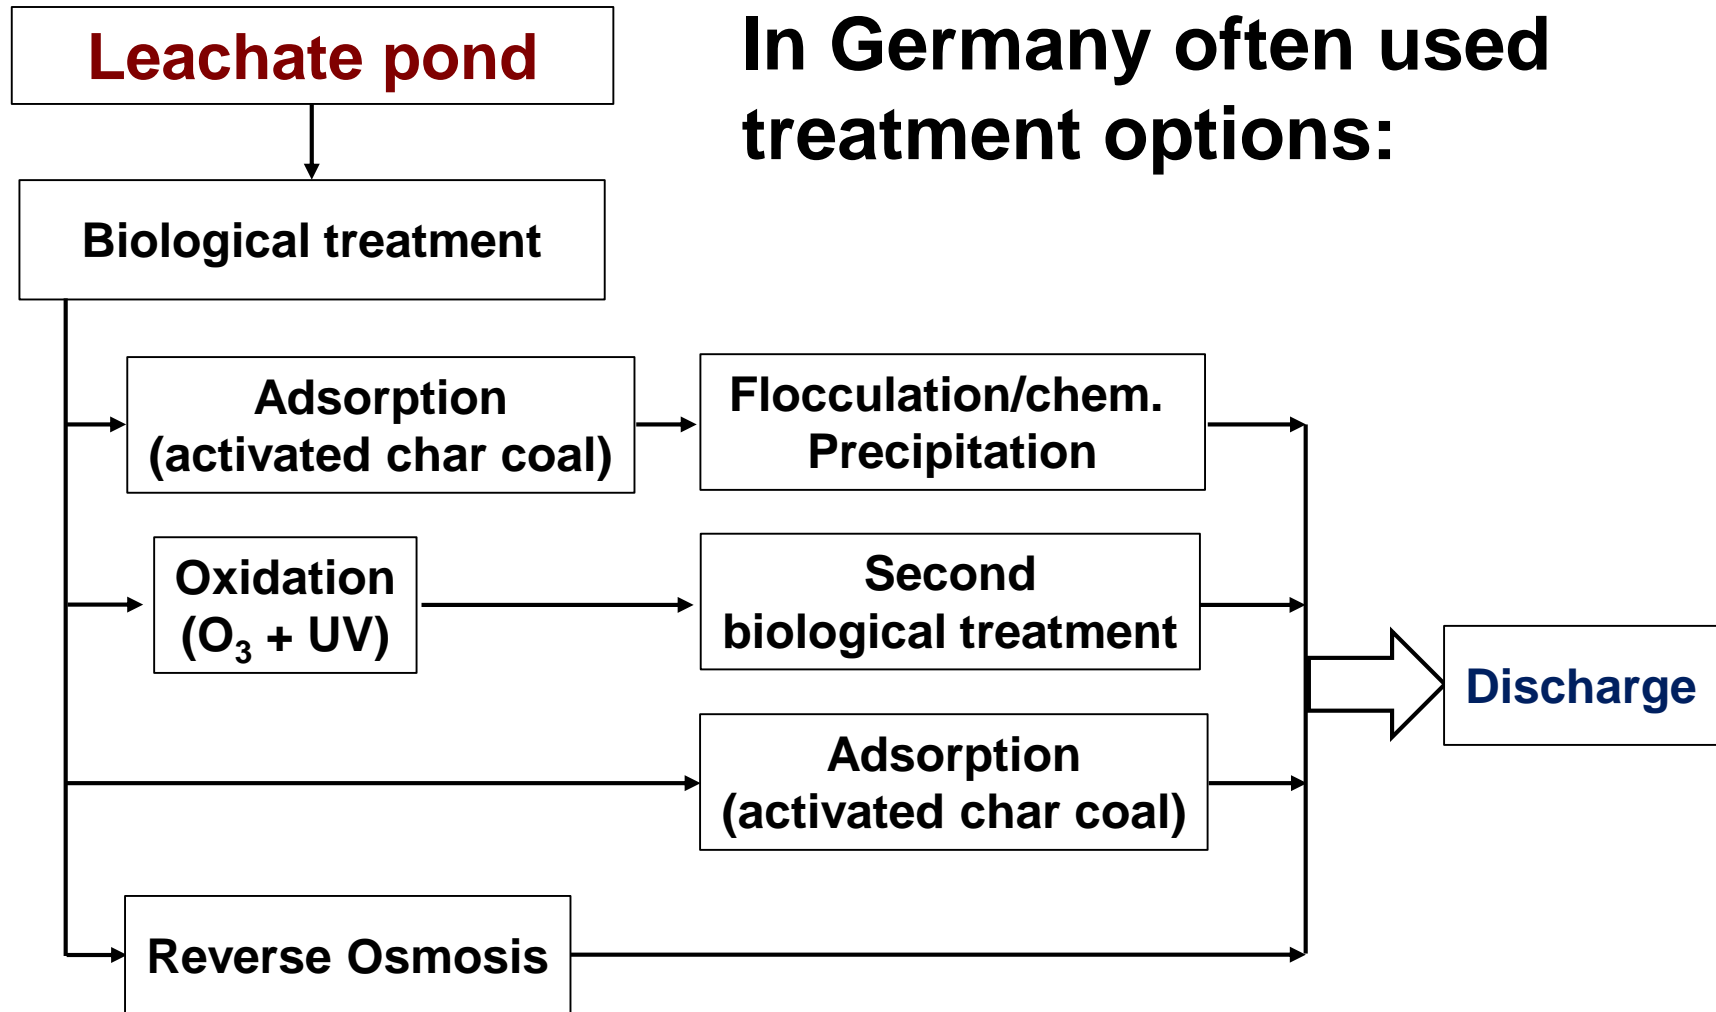 Leachate pond
In Germany often used
treatment options:
Biological treatment
Adsorption
(activated char coal)
Flocculation/chem.
Precipitation
Oxidation
(O₃ + UV)
Second
biological treatment
Adsorption
(activated char coal)
Discharge
Reverse Osmosis